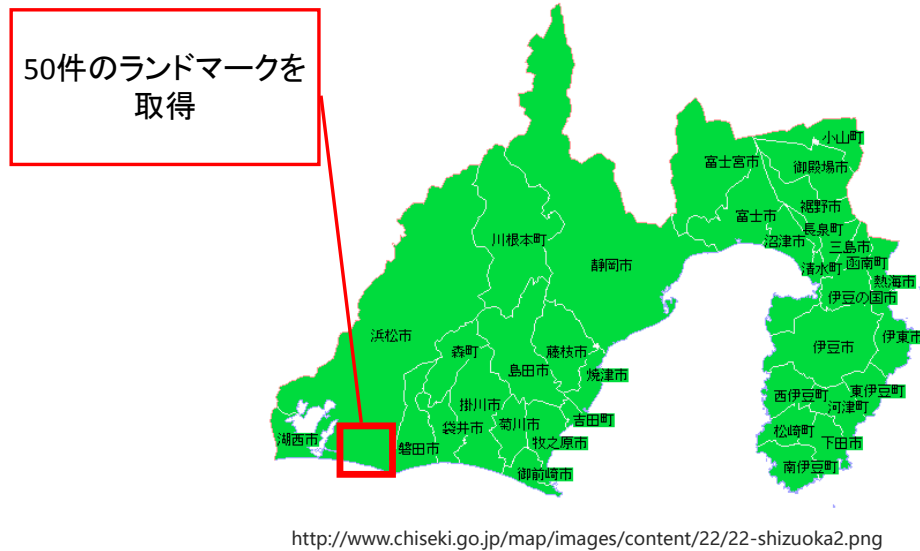 50件のランドマークを
取得
小山町
富士宮市
御殿場市
裾野市
富士市
長泉町
沼津市
三島市
川根本町
函南町
静岡市
清水町
熱海市
伊豆の国市
浜松市
伊東市
伊豆市
森町
藤枝市
島田市
焼津市
東伊豆町
西伊豆町
掛川市
河津町
吉田町
袋井市
菊川市
松崎町
湖西市
磐田市
牧之原市
下田市
南伊豆町
御前崎市
http://www.chiseki.go.jp/map/images/content/22/22-shizuoka2.png